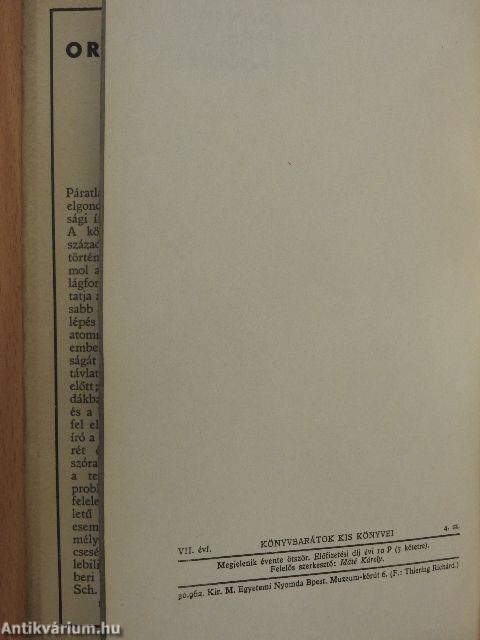 OR
Páratla
elgond
sági í
A kö
század
történ
mol a
lágfor
tatja a
sabb
lépés
atom
embe
ságát
távlat
előtt;
dákba
és a
fel el
író a
rét
szóra
a te
probl
felele
letű
esem
mély
csesé
lebili
beri
Sch.
VII. évf. KÖNYVBARÁTOK KIS KÖNYVEI 4. sz.
Megjelenik évente ötször. Előfizetési díj évi 10 P (5 kötetre).
Felelős szerkesztő: Máté Károly.
30.962. Kir. M. Egyetemi Nyomda Bpest. Muzeum-körút 6. (F.: Thiering Richárd.)
Antikvárium.hu